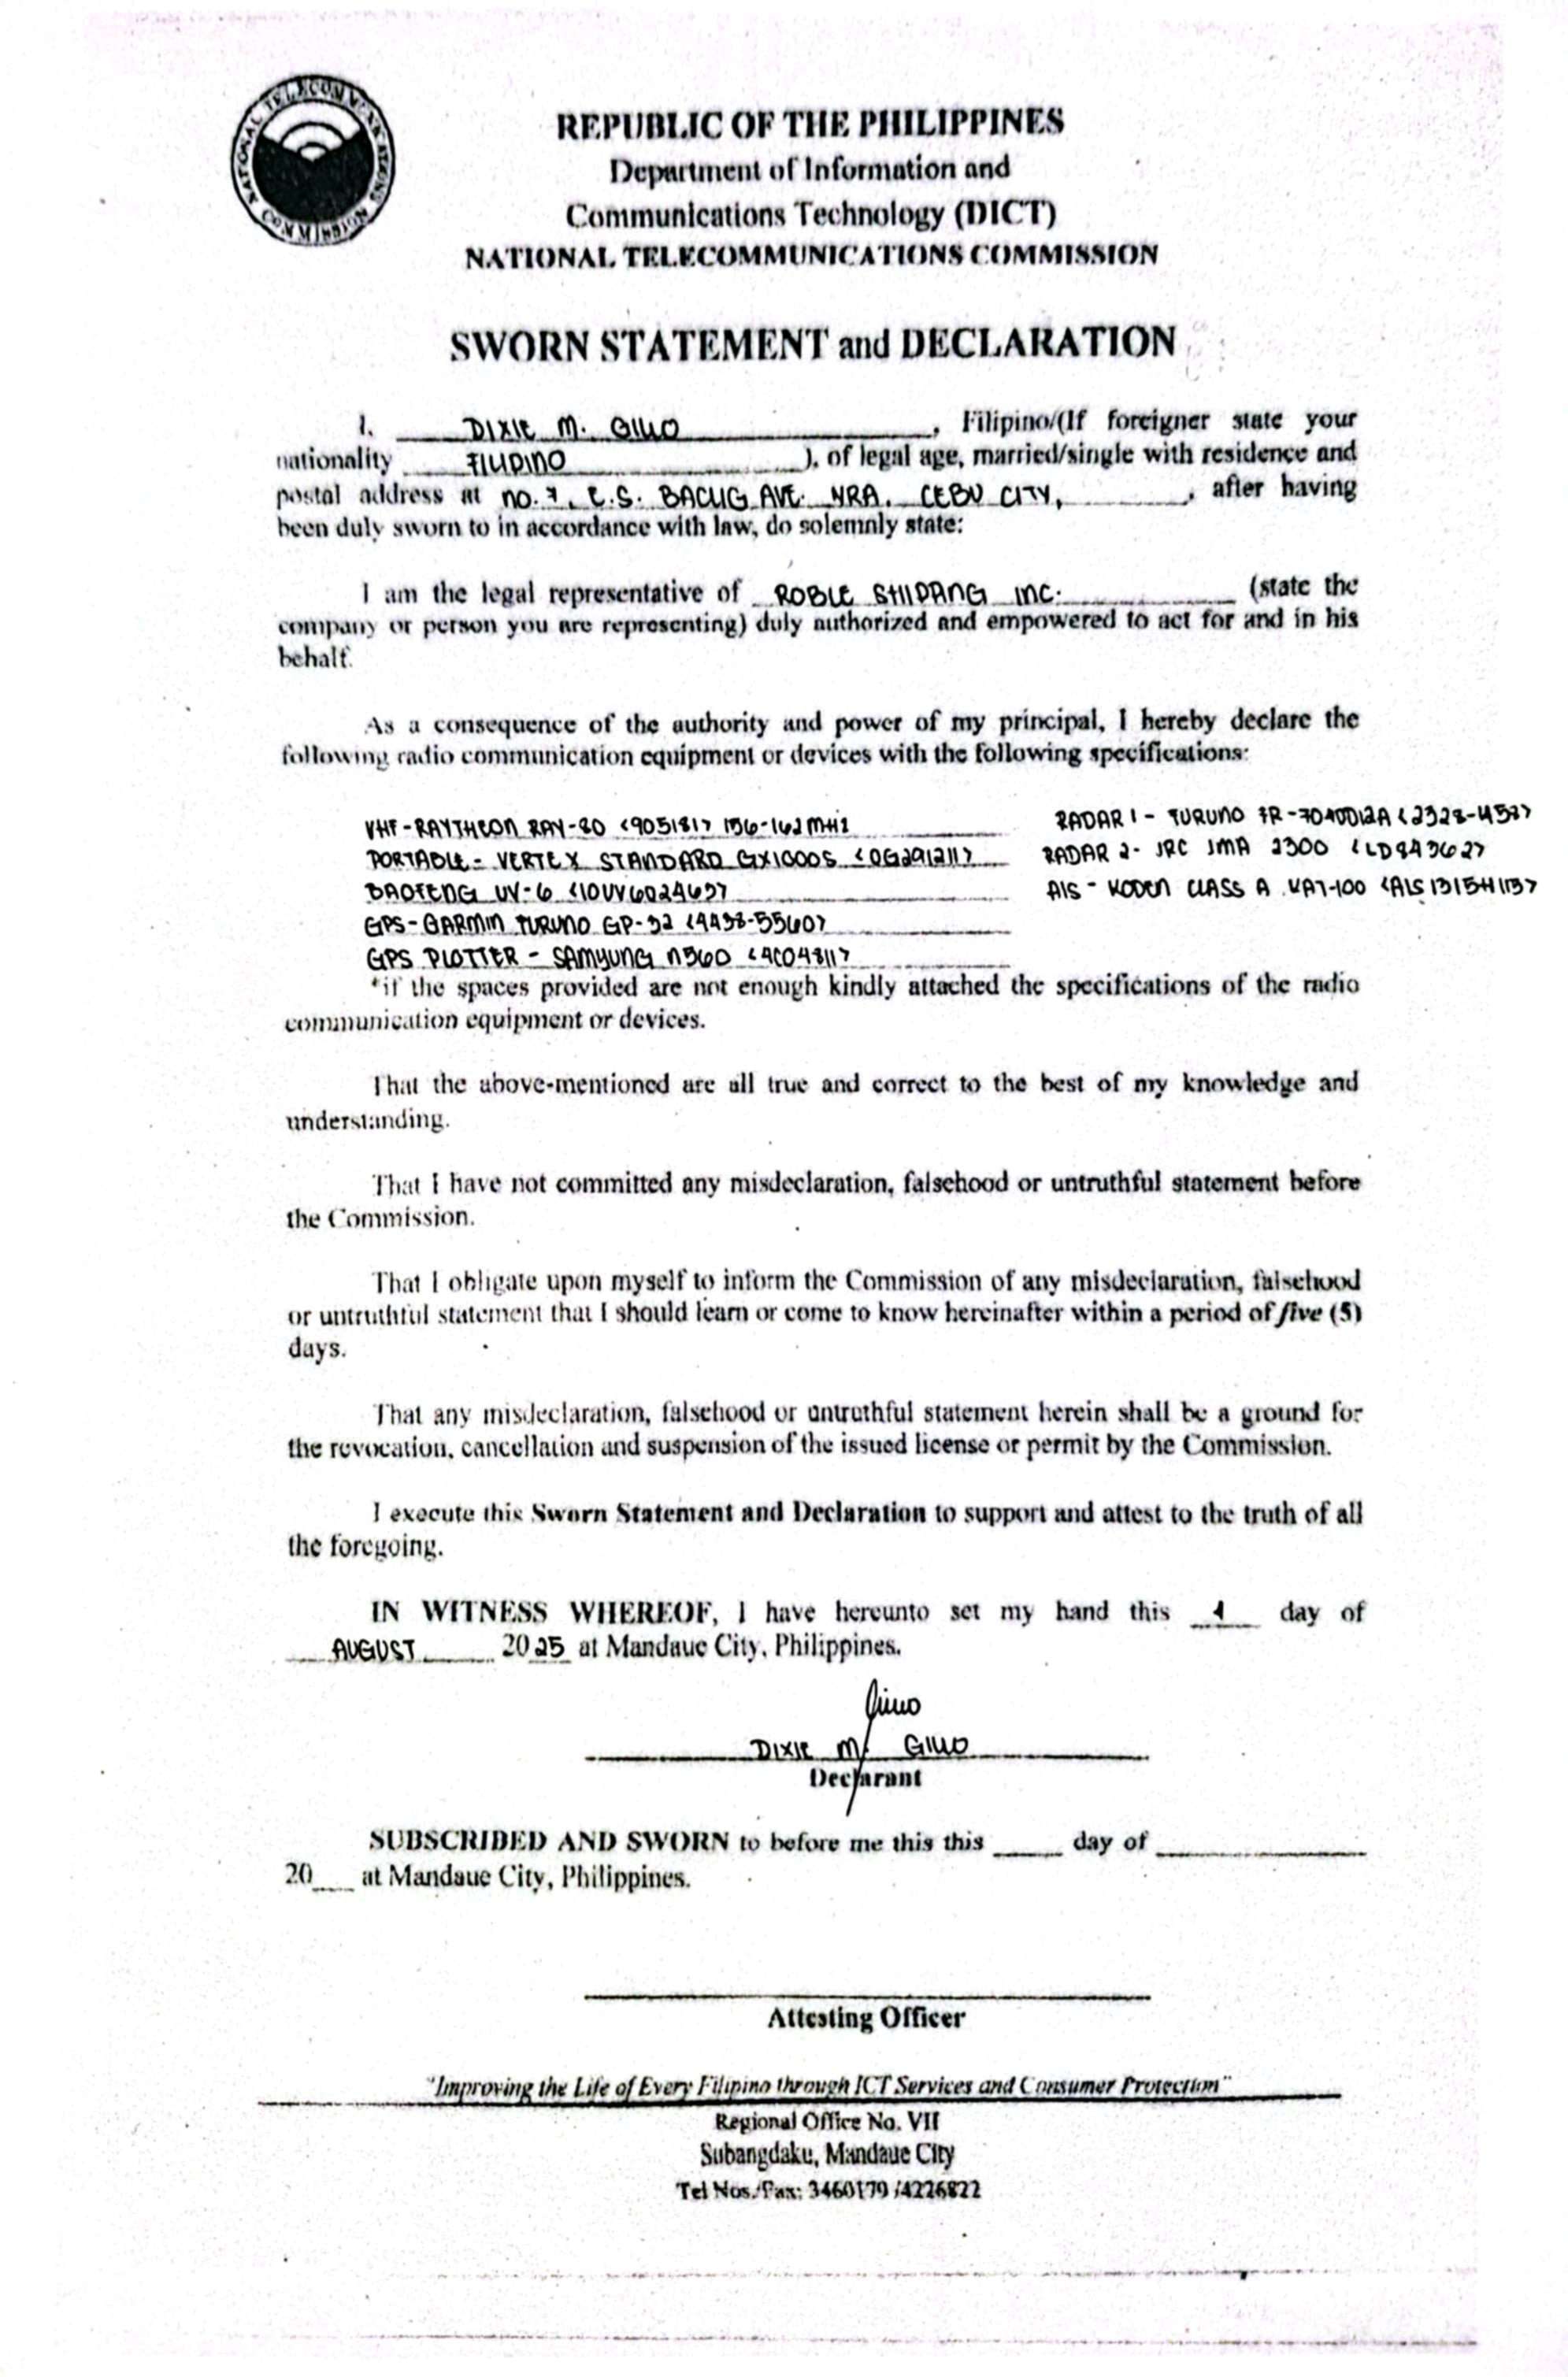 NATIONAL TELECOMMUNICATIONS COMMISSION
REPUBLIC OF THE PHILIPPINES
Department of Information and
Communications Technology (DICT)
NATIONAL TELECOMMUNICATIONS COMMISSION
SWORN STATEMENT and DECLARATION
I. DIXIE M. GILLO, Filipino/(If foreigner state your
nationality FILIPINO ), of legal age, married/single with residence and
postal address at NO. 7, AVE. NRA. CEBU CITY, , after having
been duly sworn to in accordance with law, do solemnly state:
I am the legal representative of ROBLE SHIPPING INC. (state the
company or person you are representing) duly authorized and empowered to act for and in his
behalf.
As a consequence of the authority and power of my principal, I hereby declare the
following radio communication equipment or devices with the following specifications:
VHF - RAYTHEON RAY-80 <905181> 156-162 MHz
PORTABLE - VERTEX STANDARD GX1000S <0G291211>
BAOFENG UV-6 <10UV6024657>
GPS - GARMIN FURUNO GP-32 <4438-5560>
GPS PLOTTER - SAMYUNG N560
RADAR 1 - FURUNO <2328-4537>
RADAR 2 - JRC JMA 2300 <LD84362>
AIS - KODEN CLASS A KAT-100
*if the spaces provided are not enough kindly attached the specifications of the radio
communication equipment or devices.
That the above-mentioned are all true and correct to the best of my knowledge and
understanding.
That I have not committed any misdeclaration, falsehood or untruthful statement before
the Commission.
That I obligate upon myself to inform the Commission of any misdeclaration, falsehood
or untruthful statement that I should learn or come to know hereinafter within a period of five (5)
days.
That any misdeclaration, falsehood or untruthful statement herein shall be a ground for
the revocation, cancellation and suspension of the issued license or permit by the Commission.
I execute this Sworn Statement and Declaration to support and attest to the truth of all
the foregoing.
IN WITNESS WHEREOF, I have hereunto set my hand this day of
AUGUST 2025 at Mandaue City, Philippines.
DIXIE M. GILLO
Declarant
SUBSCRIBED AND SWORN to before me this this ____ day of ____
20__ at Mandaue City, Philippines.
Attesting Officer
"Improving the Life of Every Filipino through ICT Services and Consumer Protection"
Regional Office No. VII
Subangdaku, Mandaue City
Tel Nos./Fax: 3460179 /4226822